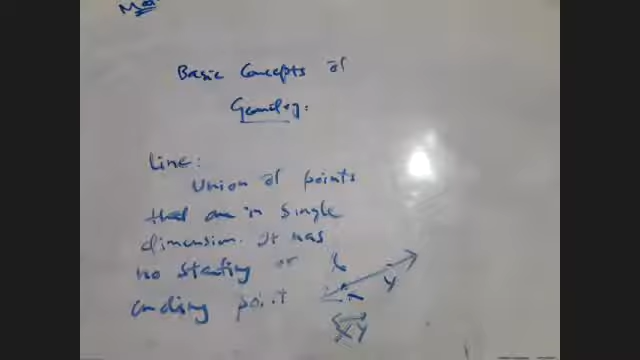 Basic Concepts of
Geometry.
Line:
Union of points
that are in single
dimension. It has
no starting or
ending point
X
Y
XY